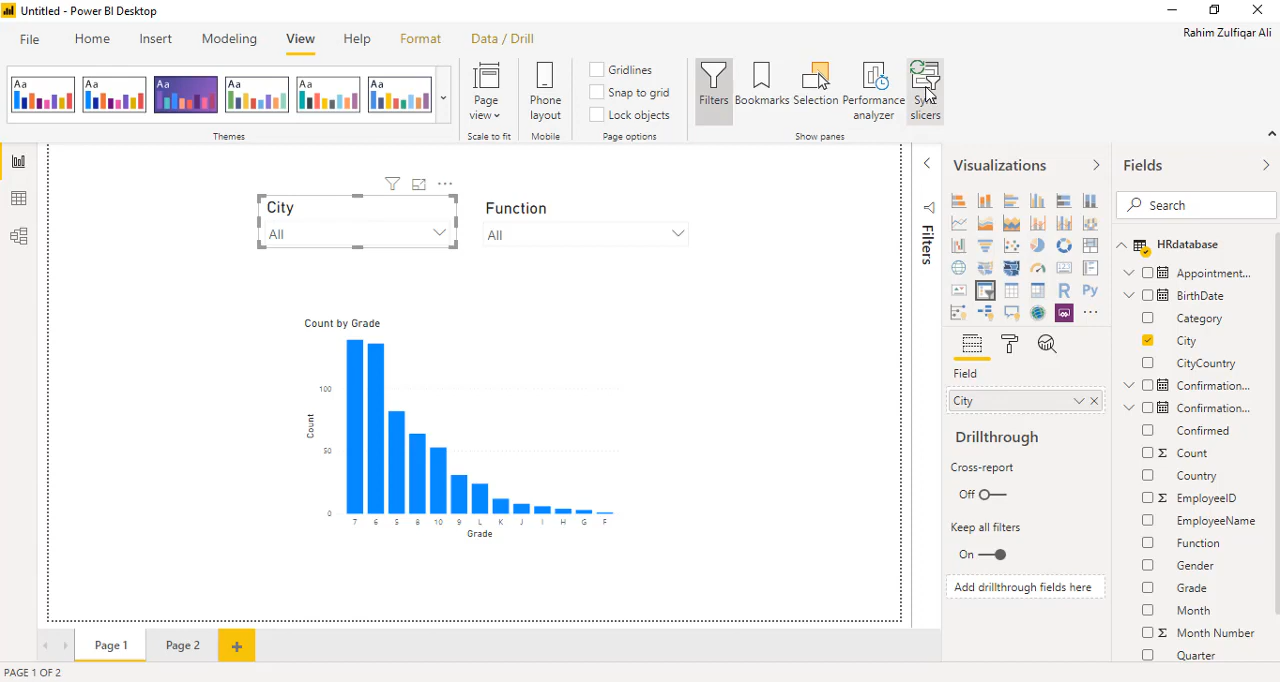 Untitled - Power BI Desktop
Rahim Zulfiqar Ali
File Home Insert Modeling View Help Format Data / Drill
Aa Aa Aa Aa Aa Aa
Themes
Page view
Scale to fit
Phone layout
Mobile
Gridlines
Snap to grid
Lock objects
Page options
Filters
Bookmarks
Selection
Performance analyzer
Sync slicers
Show panes
City
All
Function
All
Count by Grade
Count
100
50
0
7 6 5 8 10 9 L K J I H G F
Grade
Filters
Visualizations
R Py
Field
City
Drillthrough
Cross-report
Off
Keep all filters
On
Add drillthrough fields here
Fields
Search
HRdatabase
Appointment...
BirthDate
Category
City
CityCountry
Confirmation...
Confirmation...
Confirmed
Σ Count
Country
Σ EmployeeID
EmployeeName
Function
Gender
Grade
Month
Σ Month Number
Quarter
Page 1 Page 2
PAGE 1 OF 2